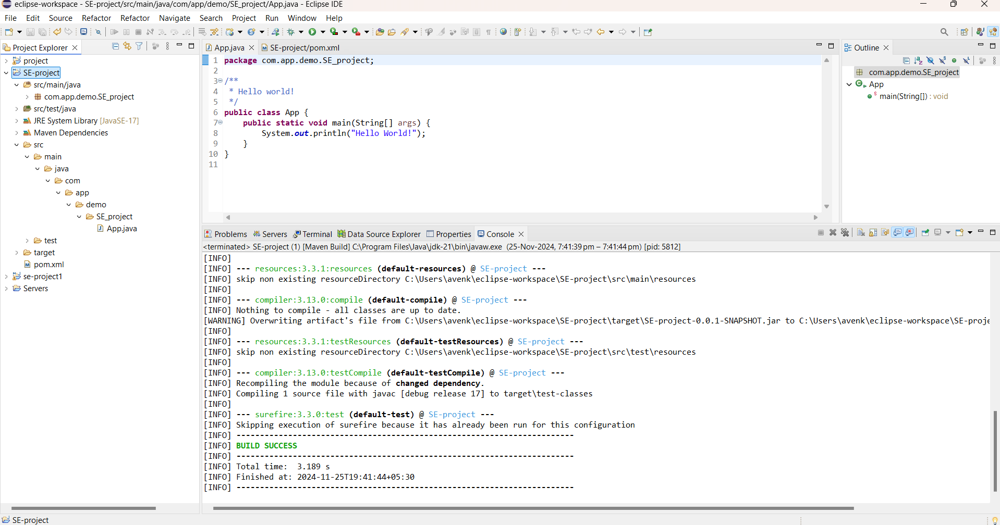 eclipse-workspace - SE-project/src/main/java/com/app/demo/SE_project/App.java - Eclipse IDE
File Edit Source Refactor Refactor Navigate Search Project Run Window Help
Project Explorer
project
SE-project
src/main/java
com.app.demo.SE_project
src/test/java
JRE System Library [JavaSE-17]
Maven Dependencies
src
main
java
com
app
demo
SE_project
App.java
test
target
pom.xml
se-project1
Servers
App.java SE-project/pom.xml
1 package com.app.demo.SE_project;
2
3 /**
4 * Hello world!
5 */
6 public class App {
7 public static void main(String[] args) {
8 System.out.println("Hello World!");
9 }
10 }
11
Outline
com.app.demo.SE_project
App
main(String[]) : void
Problems Servers Terminal Data Source Explorer Properties Console
<terminated> SE-project (1) [Maven Build] C:\Program Files\Java\jdk-21\bin\javaw.exe (25-Nov-2024, 7:41:39 pm – 7:41:44 pm) [pid: 5812]
[INFO]
[INFO] --- resources:3.3.1:resources (default-resources) @ SE-project ---
[INFO] skip non existing resourceDirectory C:\Users\avenk\eclipse-workspace\SE-project\src\main\resources
[INFO]
[INFO] --- compiler:3.13.0:compile (default-compile) @ SE-project ---
[INFO] Nothing to compile - all classes are up to date.
[WARNING] Overwriting artifact's file from C:\Users\avenk\eclipse-workspace\SE-project\target\SE-project-0.0.1-SNAPSHOT.jar to C:\Users\avenk\eclipse-workspace\SE-proje
[INFO]
[INFO] --- resources:3.3.1:testResources (default-testResources) @ SE-project ---
[INFO] skip non existing resourceDirectory C:\Users\avenk\eclipse-workspace\SE-project\src\test\resources
[INFO]
[INFO] --- compiler:3.13.0:testCompile (default-testCompile) @ SE-project ---
[INFO] Recompiling the module because of changed dependency.
[INFO] Compiling 1 source file with javac [debug release 17] to target\test-classes
[INFO]
[INFO] --- surefire:3.3.0:test (default-test) @ SE-project ---
[INFO] Skipping execution of surefire because it has already been run for this configuration
[INFO] ------------------------------------------------------------------------
[INFO] BUILD SUCCESS
[INFO] ------------------------------------------------------------------------
[INFO] Total time: 3.189 s
[INFO] Finished at: 2024-11-25T19:41:44+05:30
[INFO] ------------------------------------------------------------------------
SE-project